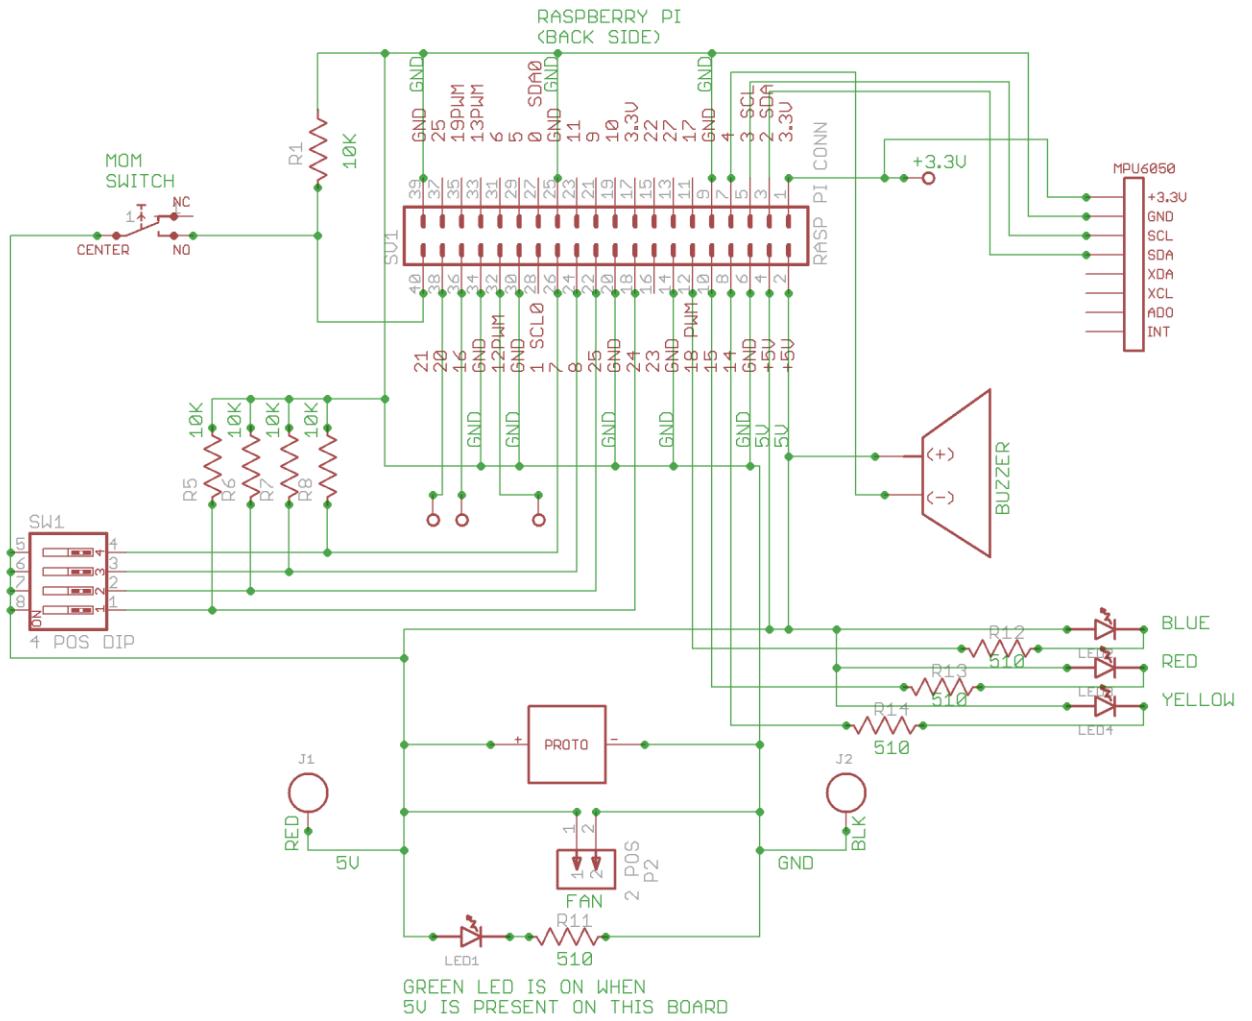 RASPBERRY PI
(BACK SIDE)
GND
GND
GND
GND
25
19PWM
13PWM
6
5
0 SDA0
GND
11
9
10
3.3V
22
27
17
GND
4
3 SCL
2 SDA
3.3V
R1
10K
MOM
SWITCH
1
NC
CENTER
NO
39
37
35
33
31
29
27
25
23
21
19
17
15
13
11
9
7
5
3
1
SV1
RASP PI CONN
40
38
36
34
32
30
28
26
24
22
20
18
16
14
12
10
8
6
4
2
+3.3V
MPU6050
+3.3V
GND
SCL
SDA
XDA
XCL
ADO
INT
21
20
16
GND
12PWM
GND
1 SCL0
7
8
25
GND
24
23
GND
18 PWM
15
14
GND
+5V
+5V
GND
GND
GND
GND
GND
5V
5V
10K
10K
10K
10K
R5
R6
R7
R8
(+)
(-)
BUZZER
SW1
5
6
7
8
4
3
2
1
4
3
2
1
ON
4 POS DIP
R12
510
LED2
BLUE
R13
510
LED3
RED
R14
510
LED4
YELLOW
+
PROTO
-
J1
RED
5V
J2
BLK
GND
1
2
1
2
2 POS
P2
FAN
R11
510
LED1
GREEN LED IS ON WHEN
5V IS PRESENT ON THIS BOARD